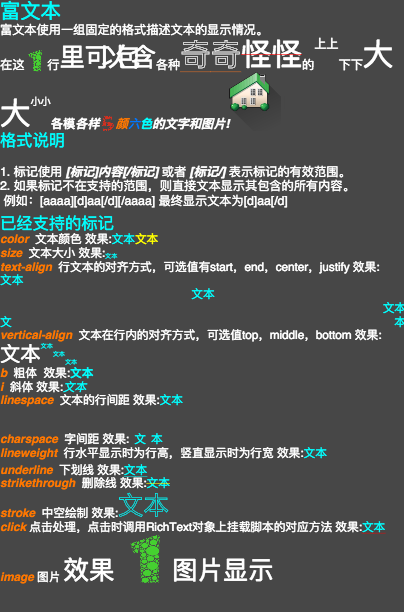 富文本
富文本使用一组固定的格式描述文本的显示情况。
在这 1 行里可以包含各种奇奇怪怪的 上上 下下大
大小小各模各样5颜六色的文字和图片!
格式说明
1. 标记使用 [标记]内容[/标记] 或者 [标记/] 表示标记的有效范围。
2. 如果标记不在支持的范围，则直接文本显示其包含的所有内容。
例如：[aaaa][d]aa[/d][/aaaa] 最终显示文本为[d]aa[/d]
已经支持的标记
color 文本颜色 效果:文本文本
size 文本大小 效果:文本
text-align 行文本的对齐方式，可选值有start，end，center，justify 效果:
文本
文本
文本
文 本
vertical-align 文本在行内的对齐方式，可选值top，middle，bottom 效果:
文本文本文本文本
b 粗体 效果:文本
i 斜体 效果:文本
linespace 文本的行间距 效果:文本
charspace 字间距 效果: 文 本
lineweight 行水平显示时为行高，竖直显示时为行宽 效果:文本
underline 下划线 效果:文本
strikethrough 删除线 效果:文本
stroke 中空绘制 效果:文本
click 点击处理，点击时调用RichText对象上挂载脚本的对应方法 效果:文本
image 图片 效果 1 图片显示